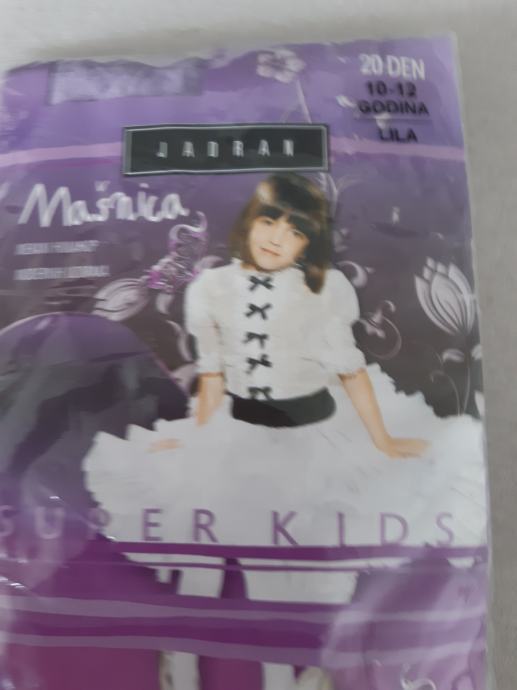 20 DEN
10-12
GODINA
LILA
JADRAN
Mašnica
SUPER KIDS